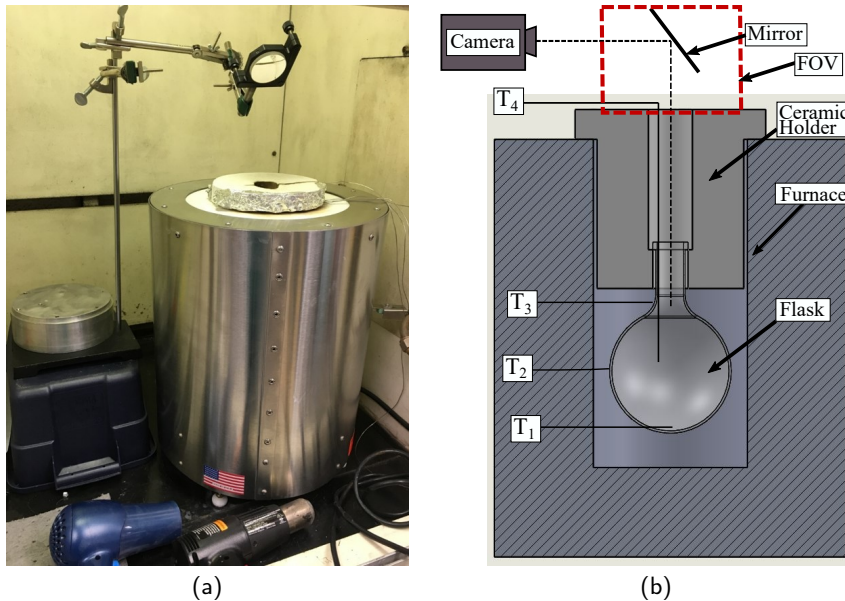 Camera
Mirror
FOV
T4
Ceramic
Holder
Furnace
T3
Flask
T2
T1
(a)
(b)